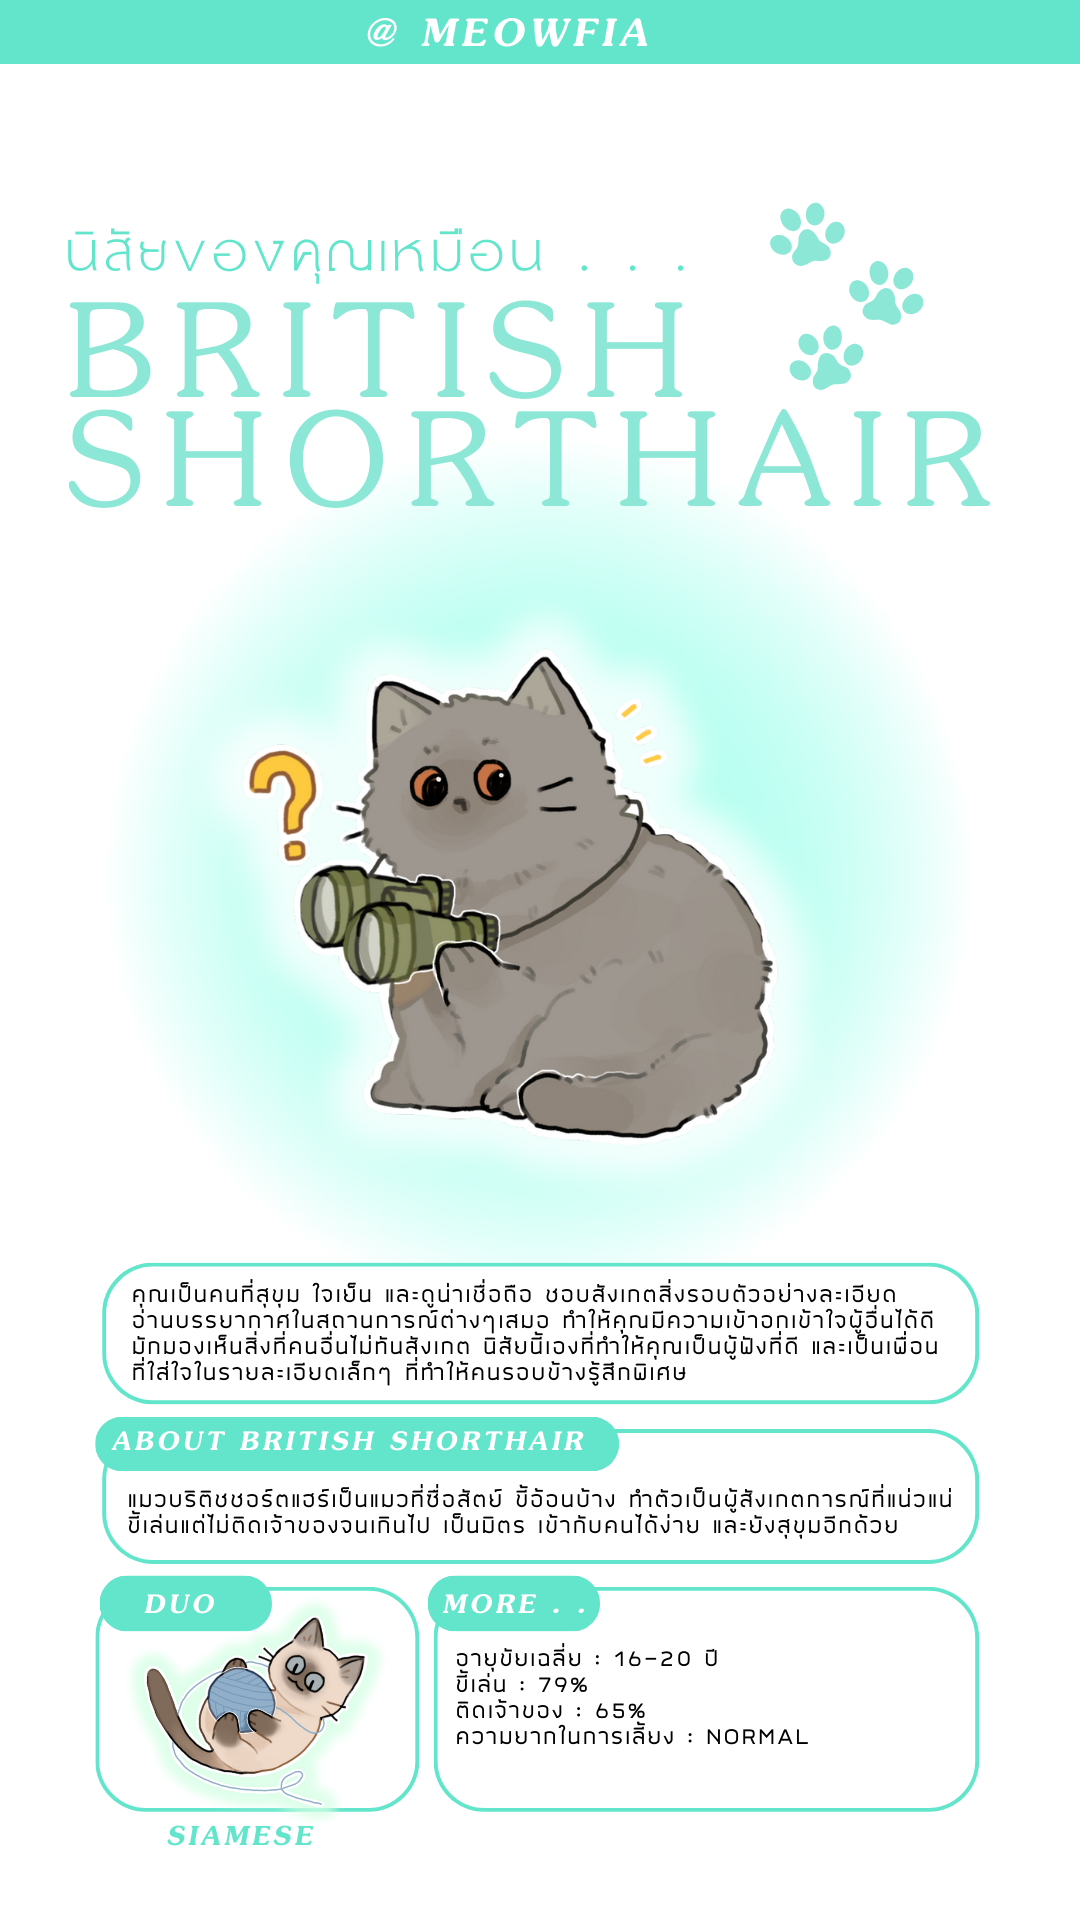 @ MEOWFIA
นิสัยของคุณเหมือน . . .
BRITISH
SHORTHAIR
?
คุณเป็นคนที่สุขุม ใจเย็น และดูน่าเชื่อถือ ชอบสังเกตสิ่งรอบตัวอย่างละเอียด
อ่านบรรยากาศในสถานการณ์ต่างๆเสมอ ทำให้คุณมีความเข้าอกเข้าใจผู้อื่นได้ดี
มักมองเห็นสิ่งที่คนอื่นไม่ทันสังเกต นิสัยนี้เองที่ทำให้คุณเป็นผู้ฟังที่ดี และเป็นเพื่อน
ที่ใส่ใจในรายละเอียดเล็กๆ ที่ทำให้คนรอบข้างรู้สึกพิเศษ
ABOUT BRITISH SHORTHAIR
แมวบริติชชอร์ตแฮร์เป็นแมวที่ซื่อสัตย์ ขี้อ้อนบ้าง ทำตัวเป็นผู้สังเกตการณ์ที่แน่วแน่
ขี้เล่นแต่ไม่ติดเจ้าของจนเกินไป เป็นมิตร เข้ากับคนได้ง่าย และยังสุขุมอีกด้วย
DUO
SIAMESE
MORE . .
อายุขัยเฉลี่ย : 16-20 ปี
ขี้เล่น : 79%
ติดเจ้าของ : 65%
ความยากในการเลี้ยง : NORMAL